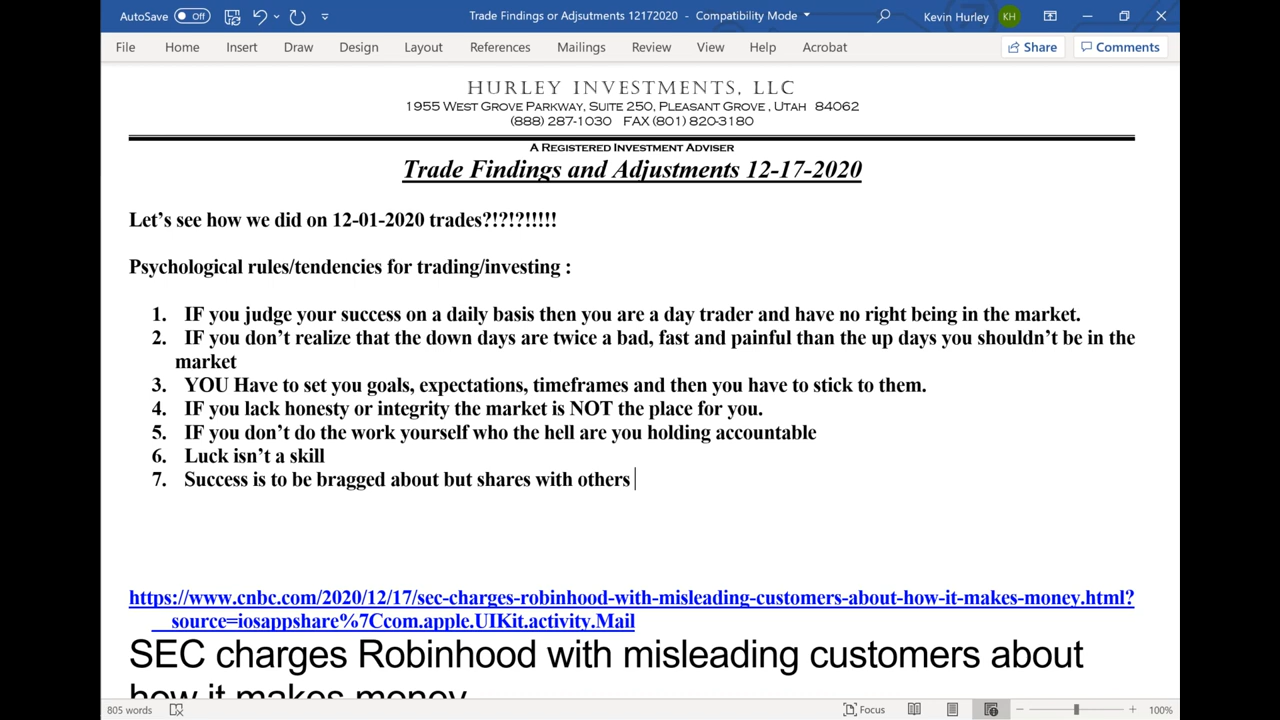 AutoSave Off Trade Findings or Adjsutments 12172020 - Compatibility Mode Kevin Hurley KH
File Home Insert Draw Design Layout References Mailings Review View Help Acrobat Share Comments
HURLEY INVESTMENTS, LLC
1955 WEST GROVE PARKWAY, SUITE 250, PLEASANT GROVE , UTAH 84062
(888) 287-1030 FAX (801) 820-3180
A REGISTERED INVESTMENT ADVISER
Trade Findings and Adjustments 12-17-2020
Let's see how we did on 12-01-2020 trades?!?!?!!!!!
Psychological rules/tendencies for trading/investing :
1. IF you judge your success on a daily basis then you are a day trader and have no right being in the market.
2. IF you don't realize that the down days are twice a bad, fast and painful than the up days you shouldn't be in the
market
3. YOU Have to set you goals, expectations, timeframes and then you have to stick to them.
4. IF you lack honesty or integrity the market is NOT the place for you.
5. IF you don't do the work yourself who the hell are you holding accountable
6. Luck isn't a skill
7. Success is to be bragged about but shares with others
https://www.cnbc.com/2020/12/17/sec-charges-robinhood-with-misleading-customers-about-how-it-makes-money.html?
source=iosappshare%7Ccom.apple.UIKit.activity.Mail
SEC charges Robinhood with misleading customers about
how it makes money
805 words Focus 100%